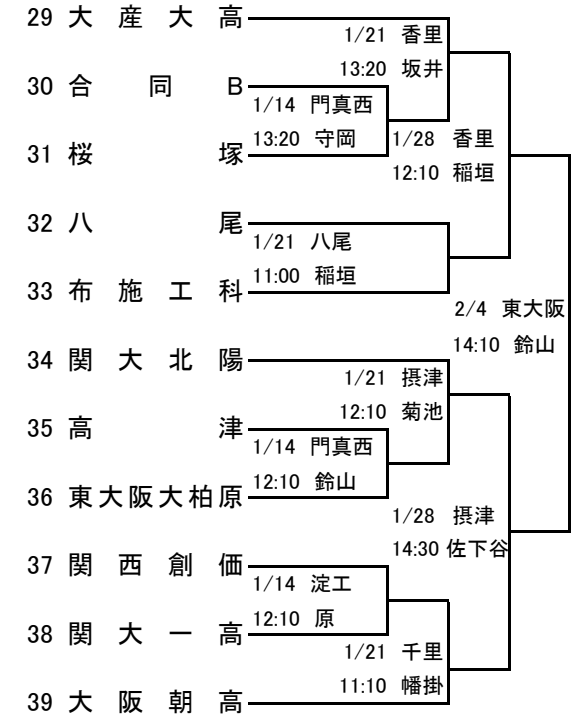 29 大産大高
1/21 香里
13:20 坂井
30 合同B
1/14 門真西
13:20 守岡
31 桜塚
1/28 香里
12:10 稲垣
32 八尾
1/21 八尾
11:00 稲垣
33 布施工科
2/4 東大阪
14:10 鈴山
34 関大北陽
1/21 摂津
12:10 菊池
35 高津
1/14 門真西
12:10 鈴山
36 東大阪大柏原
1/28 摂津
14:30 佐下谷
37 関西創価
1/14 淀工
12:10 原
38 関大一高
1/21 千里
11:10 幡掛
39 大阪朝高